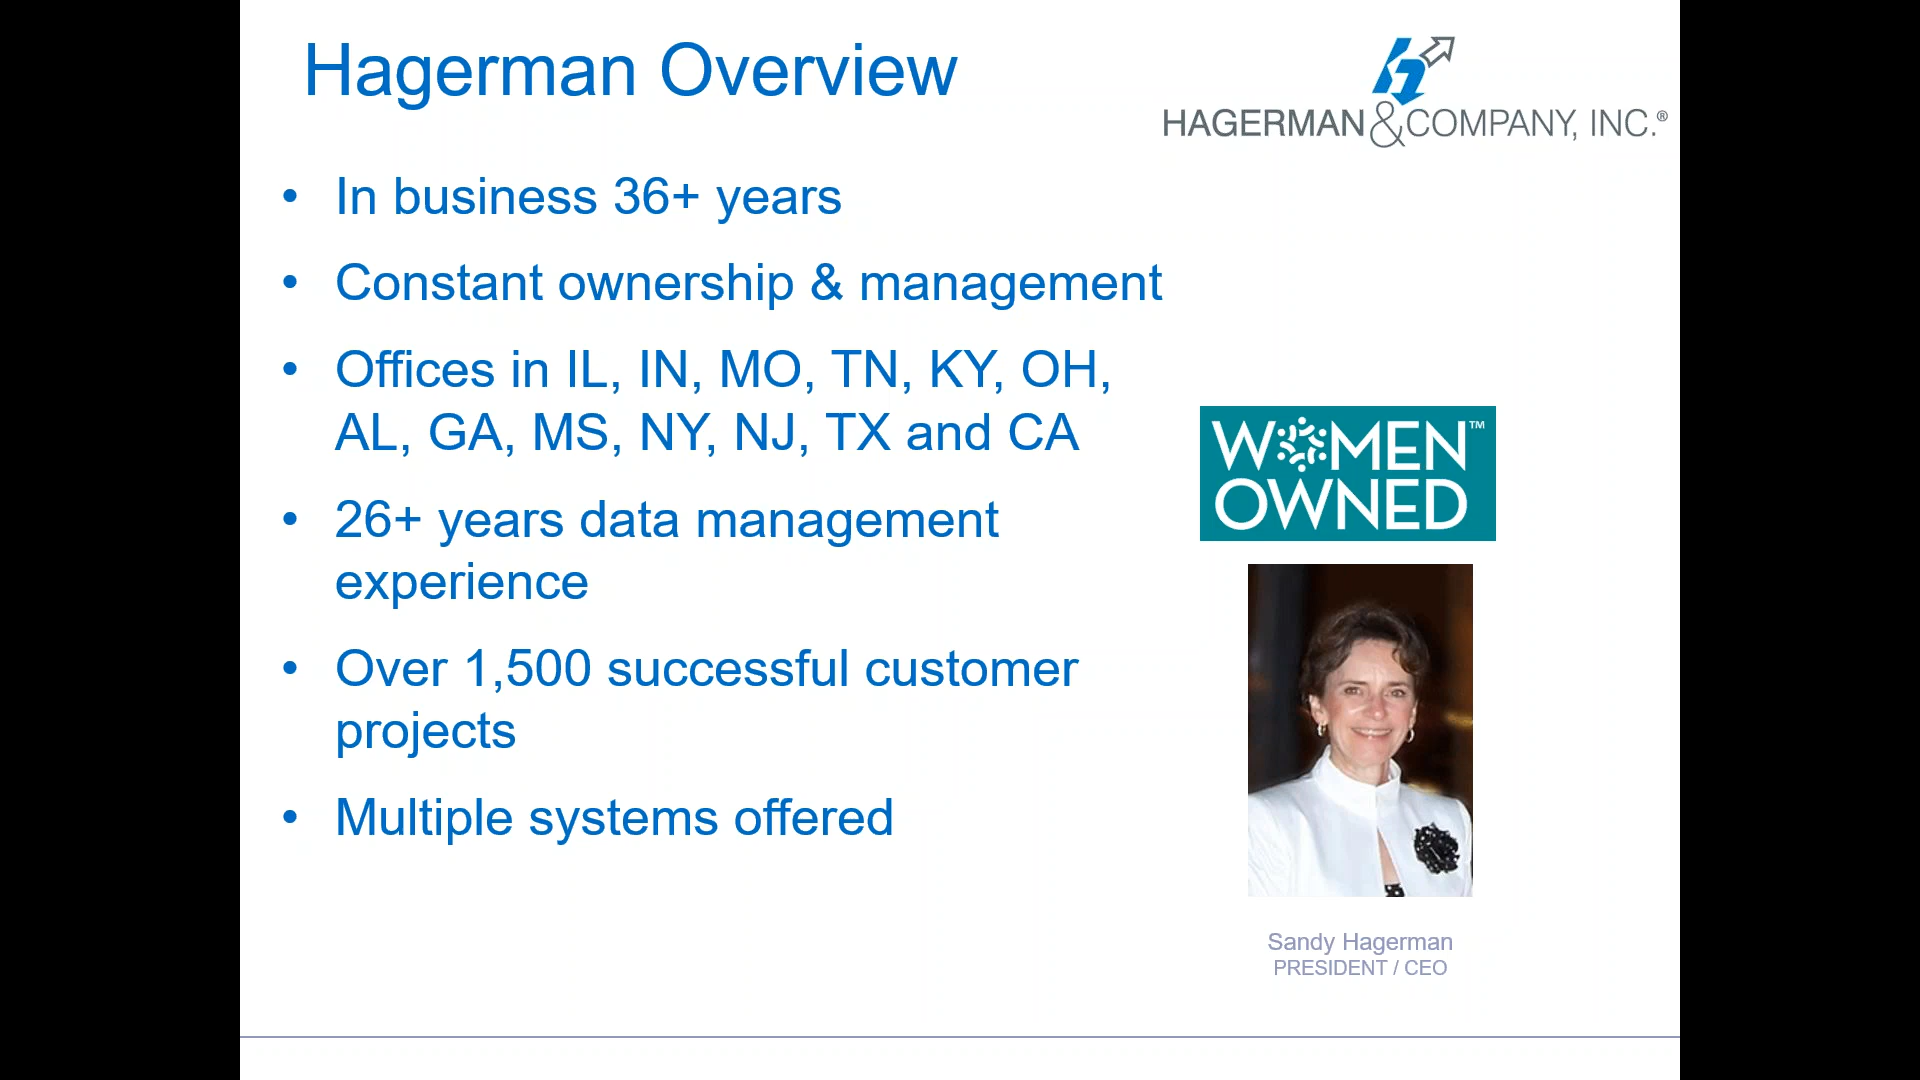 Hagerman Overview
HAGERMAN & COMPANY, INC.®
• In business 36+ years
• Constant ownership & management
• Offices in IL, IN, MO, TN, KY, OH,
AL, GA, MS, NY, NJ, TX and CA
• 26+ years data management
experience
• Over 1,500 successful customer
projects
• Multiple systems offered
WOMEN™
OWNED
Sandy Hagerman
PRESIDENT / CEO